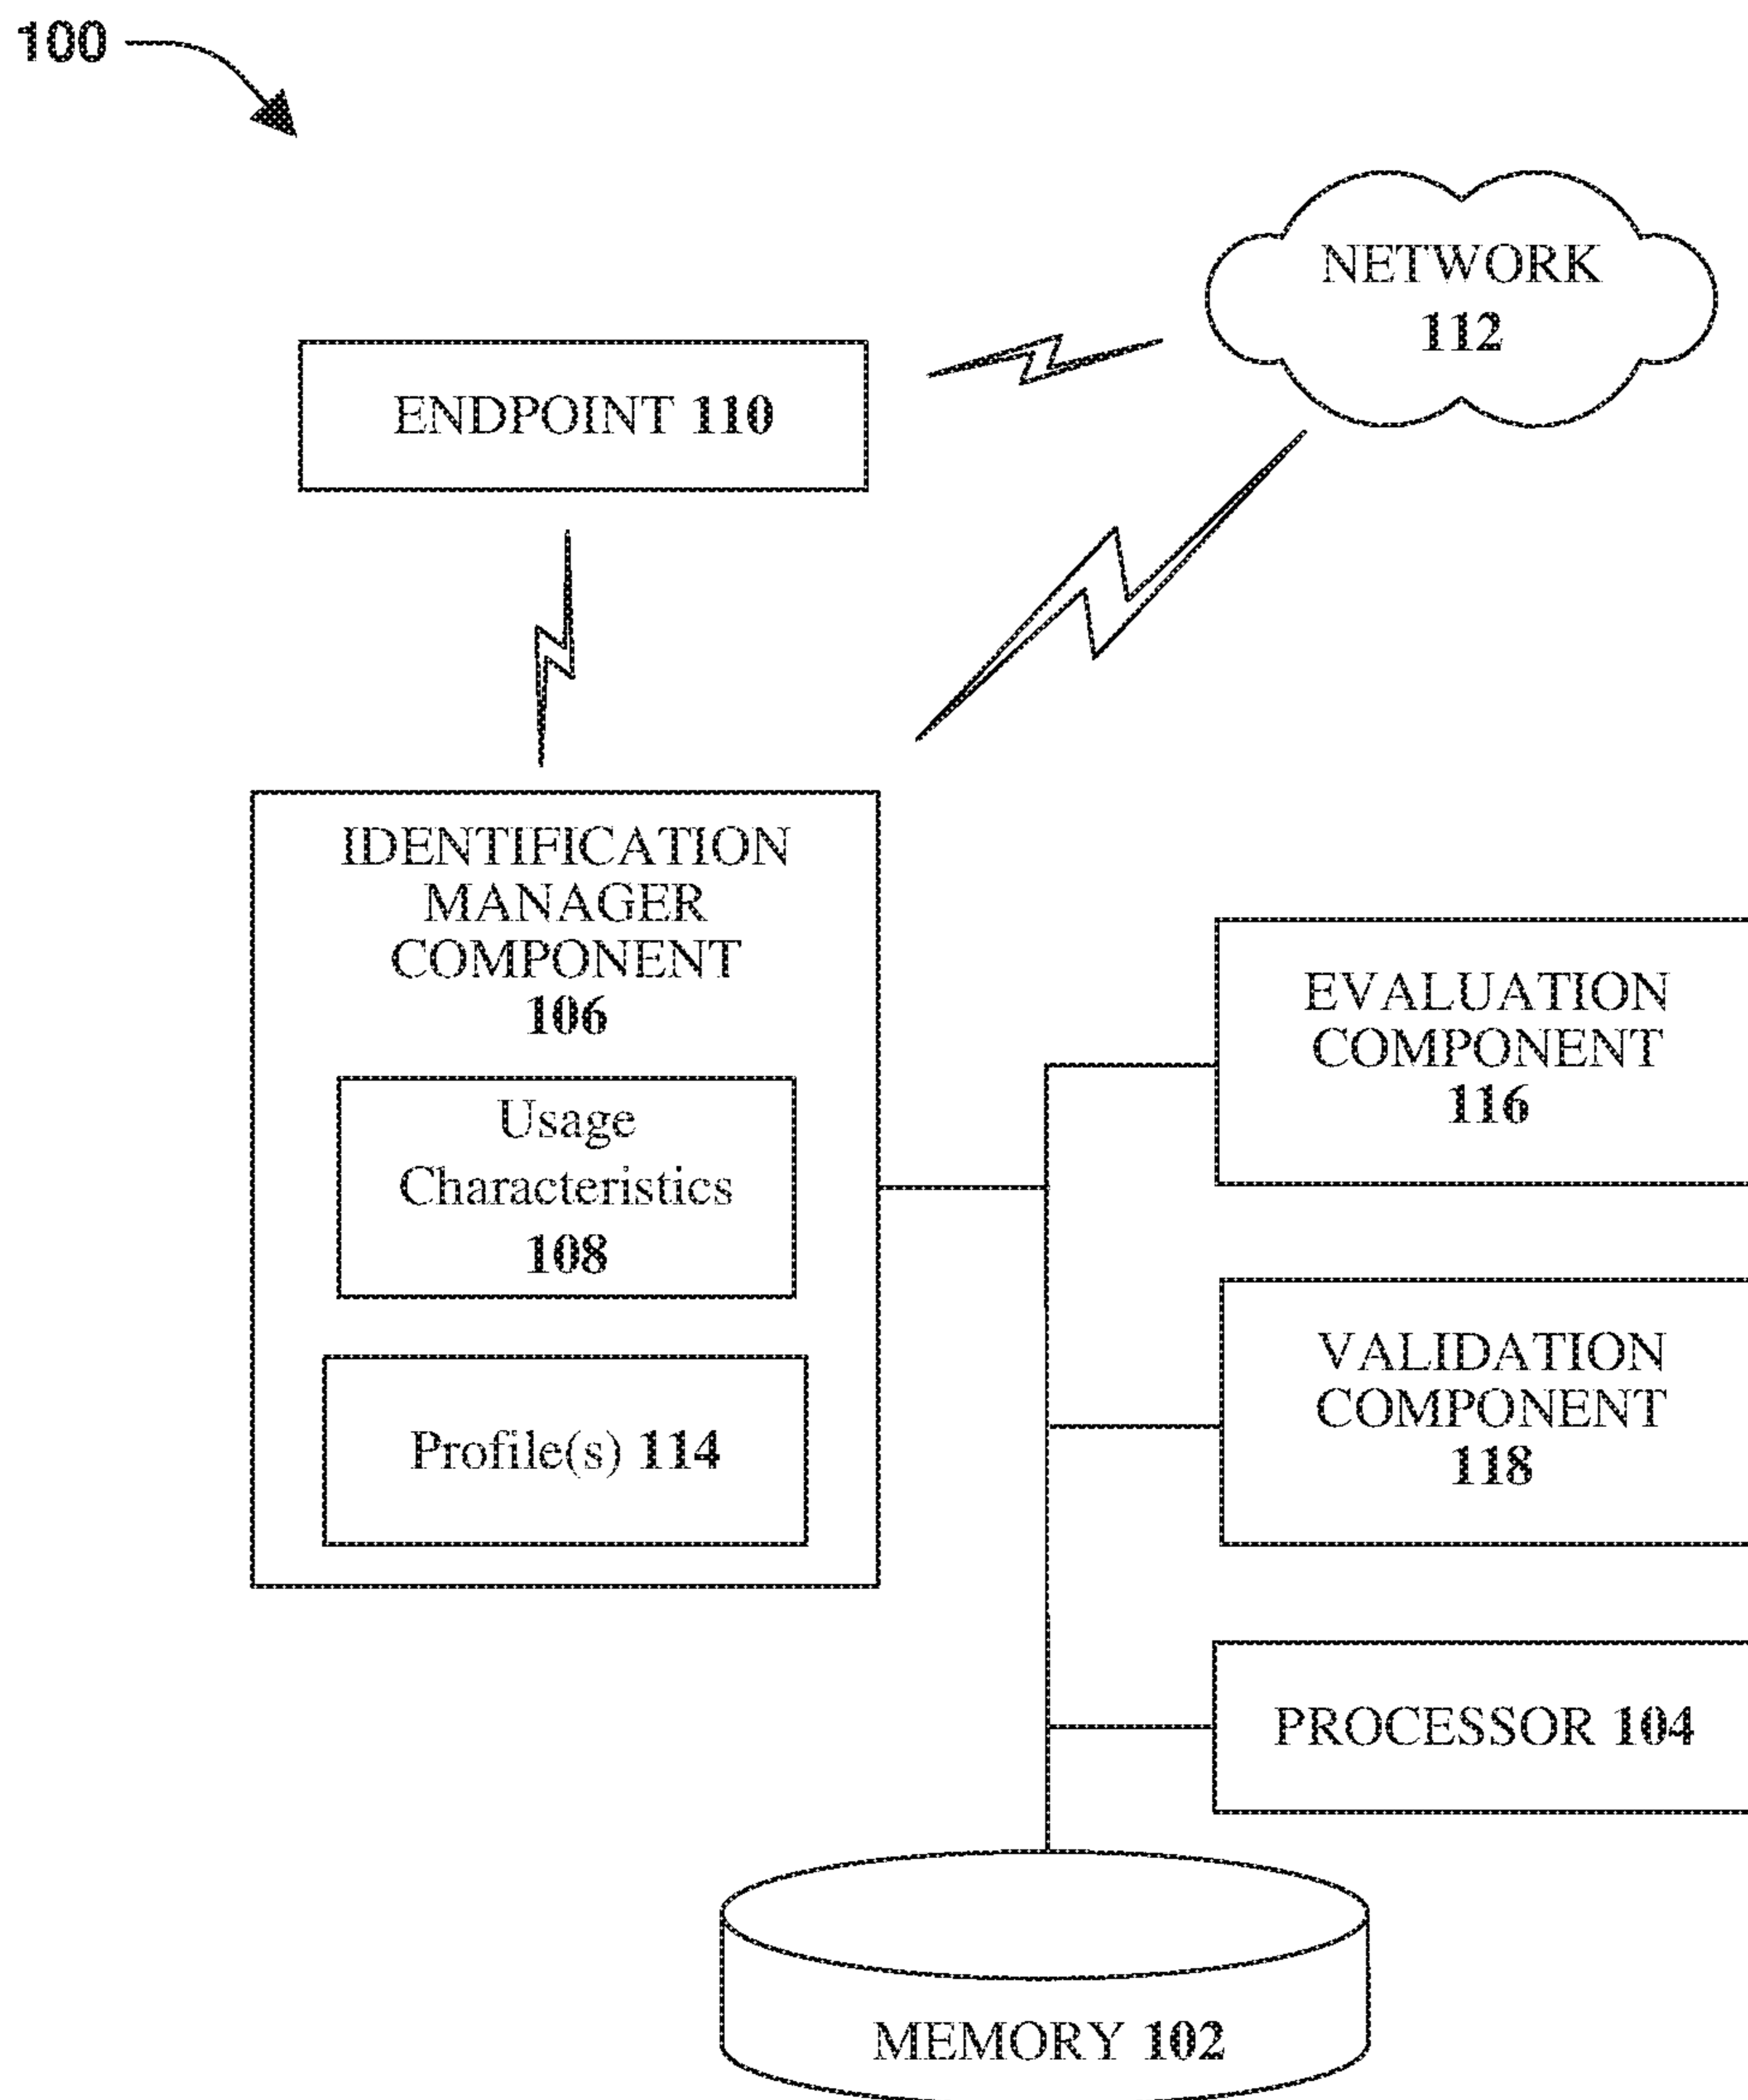 100
NETWORK
112
ENDPOINT 110
IDENTIFICATION
MANAGER
COMPONENT
106
Usage
Characteristics
108
Profile(s) 114
EVALUATION
COMPONENT
116
VALIDATION
COMPONENT
118
PROCESSOR 104
MEMORY 102